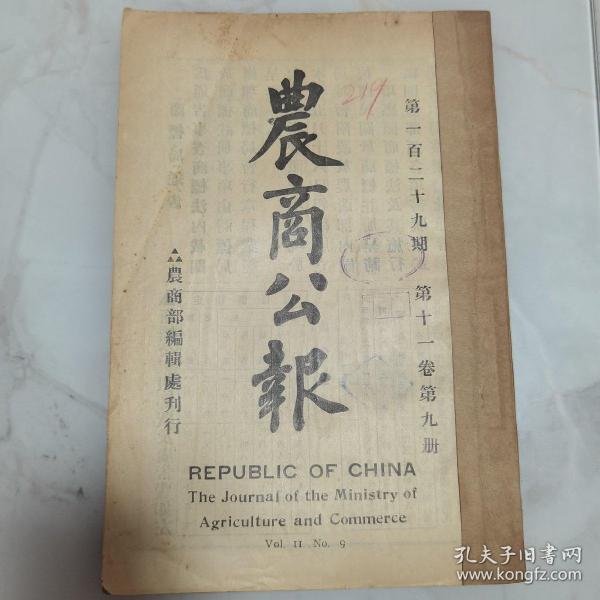 第一百二十九期 第十一卷第九册
219
農商公報
農商部編輯處刊行
REPUBLIC OF CHINA
The Journal of the Ministry of
Agriculture and Commerce
Vol. 11 No. 9
孔夫子旧书网
www.kongfz.com